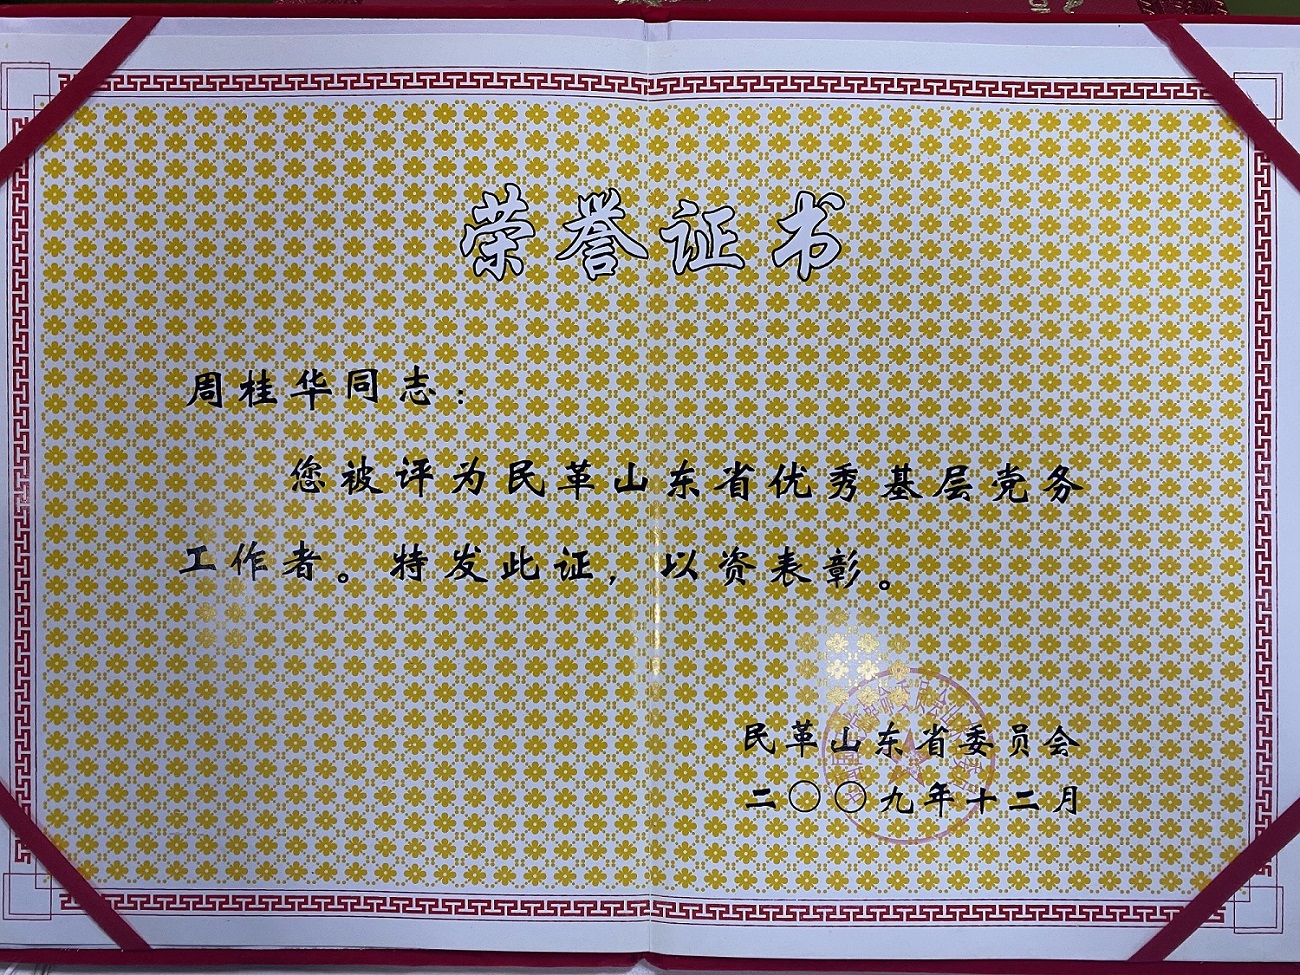 荣誉证书
周桂华同志：
您被评为民革山东省优秀基层党务
工作者。特发此证，以资表彰。
民革山东省委员会
二〇〇九年十二月